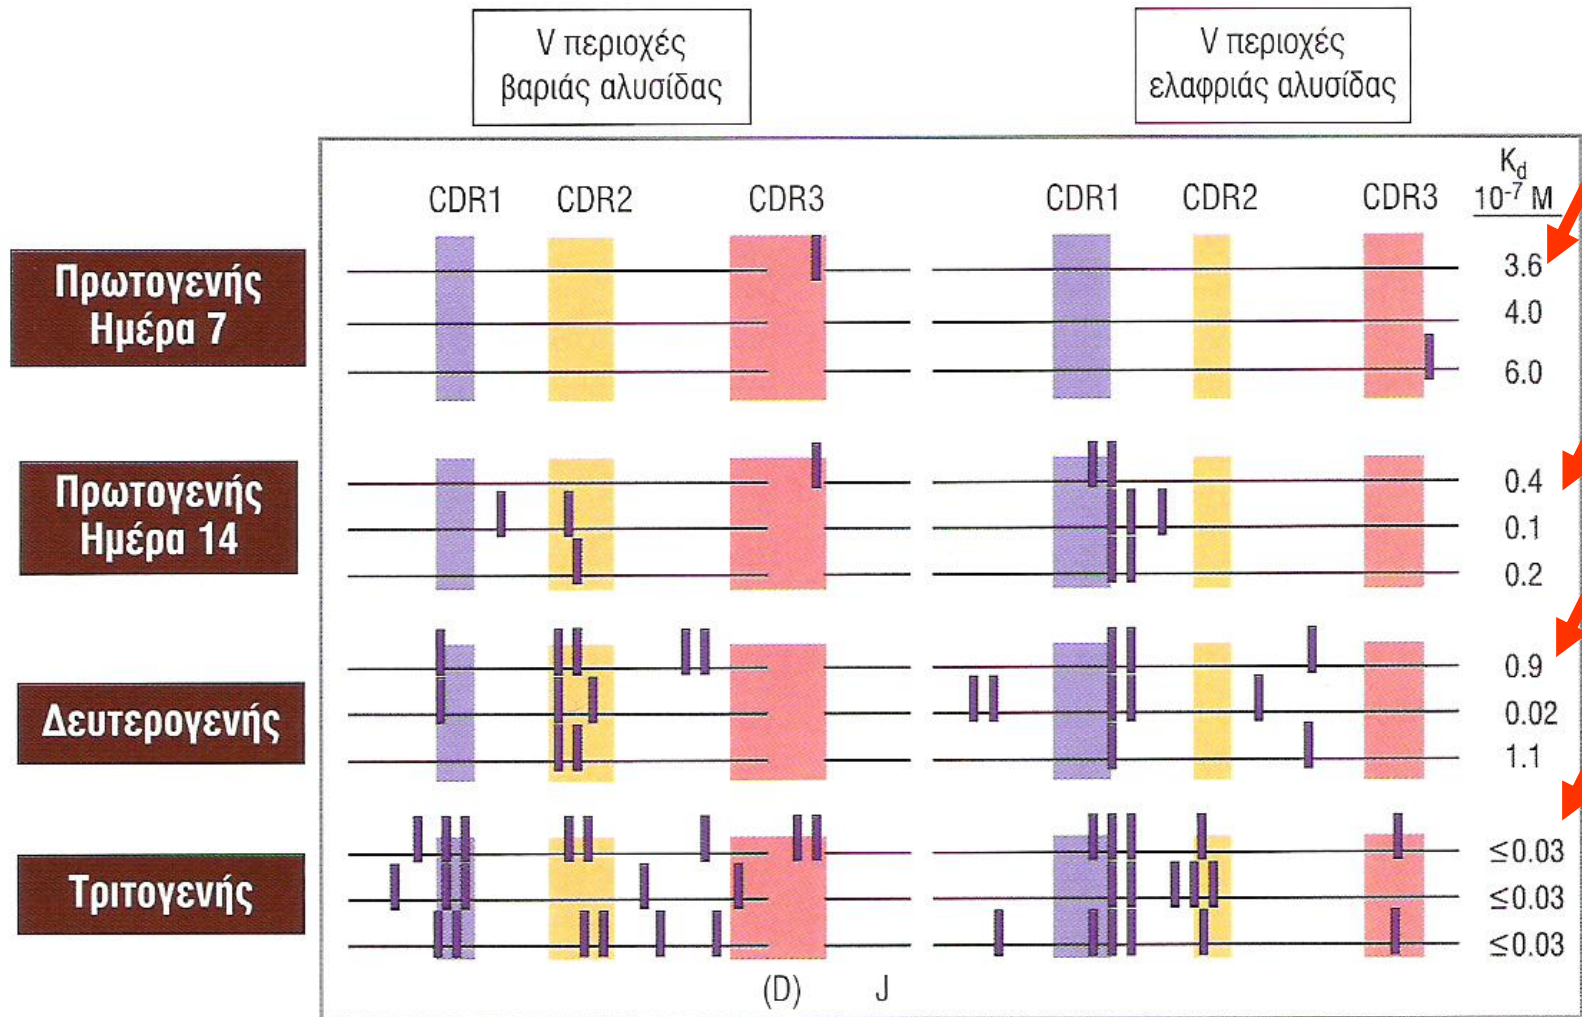 V περιοχές
βαριάς αλυσίδας
V περιοχές
ελαφριάς αλυσίδας
CDR1 CDR2 CDR3 CDR1 CDR2 CDR3
Kd
10-7 M
Πρωτογενής
Ημέρα 7
3.6
4.0
6.0
Πρωτογενής
Ημέρα 14
0.4
0.1
0.2
Δευτερογενής
0.9
0.02
1.1
Τριτογενής
≤0.03
≤0.03
≤0.03
(D) J